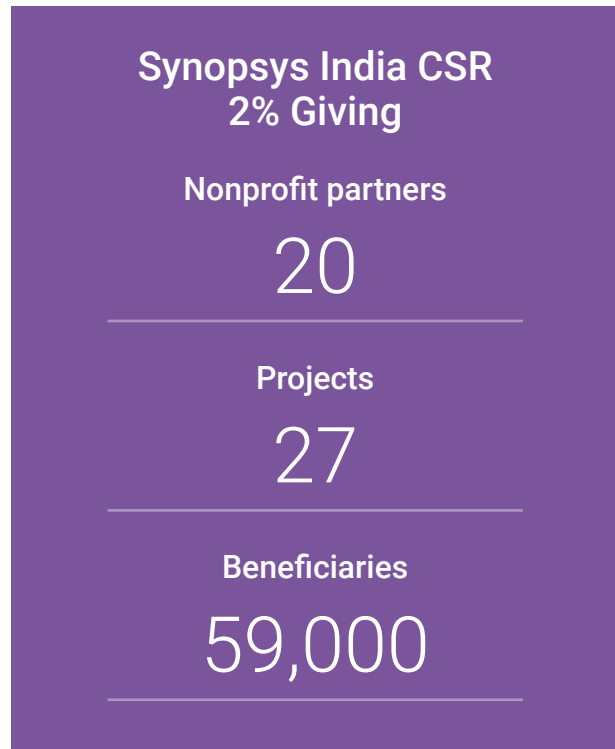 Synopsys India CSR
2% Giving
Nonprofit partners
20
Projects
27
Beneficiaries
59,000